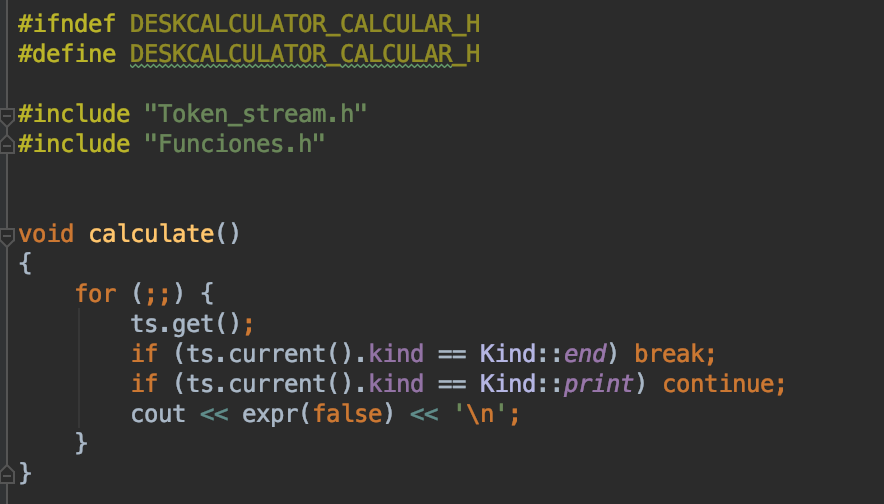 #ifndef DESKCALCULATOR_CALCULAR_H
#define DESKCALCULATOR_CALCULAR_H
#include "Token_stream.h"
#include "Funciones.h"
void calculate()
{
for (;;) {
ts.get();
if (ts.current().kind == Kind::end) break;
if (ts.current().kind == Kind::print) continue;
cout << expr(false) << '\n';
}
}